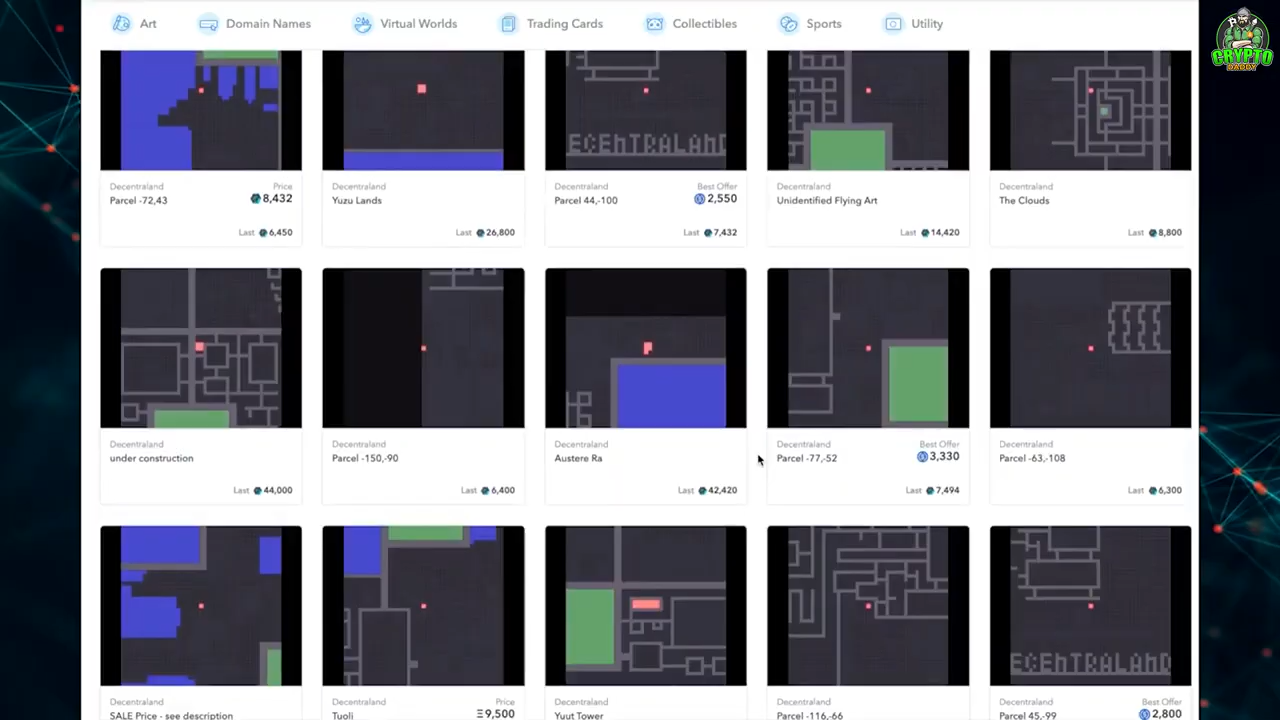 Art Domain Names Virtual Worlds Trading Cards Collectibles Sports Utility
CRYPTO
DADDY
ECEnTRALAnD
Decentraland Price
Parcel -72,43 8,432
Last 6,450
Decentraland
Yuzu Lands
Last 26,800
Decentraland Best Offer
Parcel 44,-100 2,550
Last 7,432
Decentraland
Unidentified Flying Art
Last 14,420
Decentraland
The Clouds
Last 8,800
Decentraland
under construction
Last 44,000
Decentraland
Parcel -150,-90
Last 6,400
Decentraland
Austere Ra
Last 42,420
Decentraland Best Offer
Parcel -77,-52 3,330
Last 7,494
Decentraland
Parcel -63,-108
Last 6,300
ECEnTRALAnD
Decentraland
SALE Price - see description
Decentraland Price
Tuoli 9,500
Decentraland
Yuut Tower
Decentraland
Parcel -116,-66
Decentraland Best Offer
Parcel 45,-99 2,800